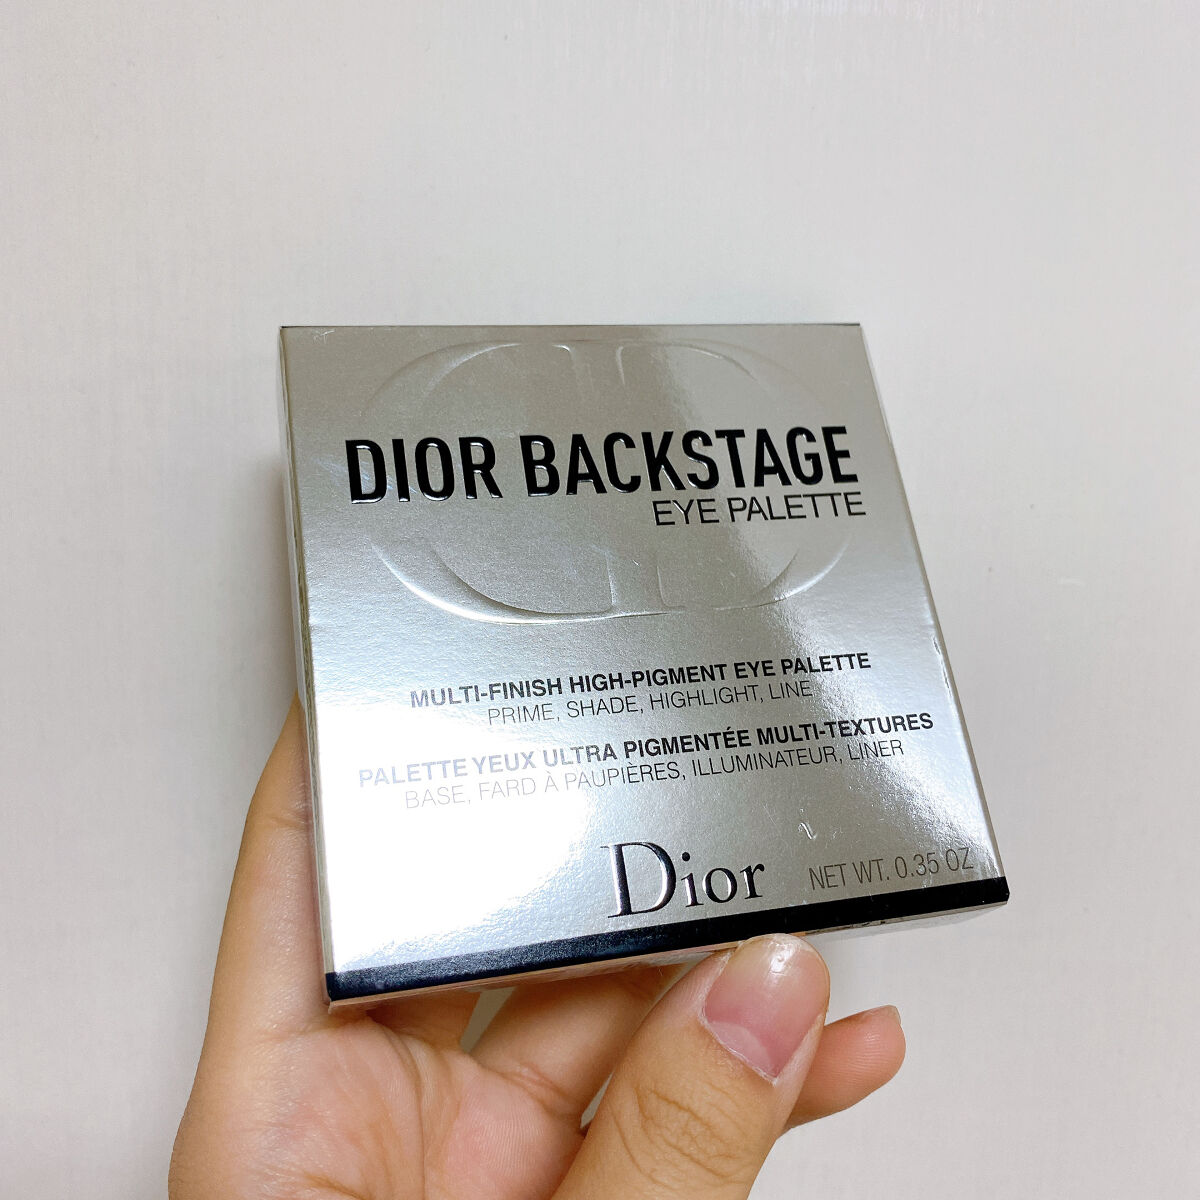 DIOR BACKSTAGE
EYE PALETTE
MULTI-FINISH HIGH-PIGMENT EYE PALETTE
PRIME, SHADE, HIGHLIGHT, LINE
PALETTE YEUX ULTRA PIGMENTÉE MULTI-TEXTURES
BASE, FARD À PAUPIÈRES, ILLUMINATEUR, LINER
Dior NET WT. 0.35 OZ